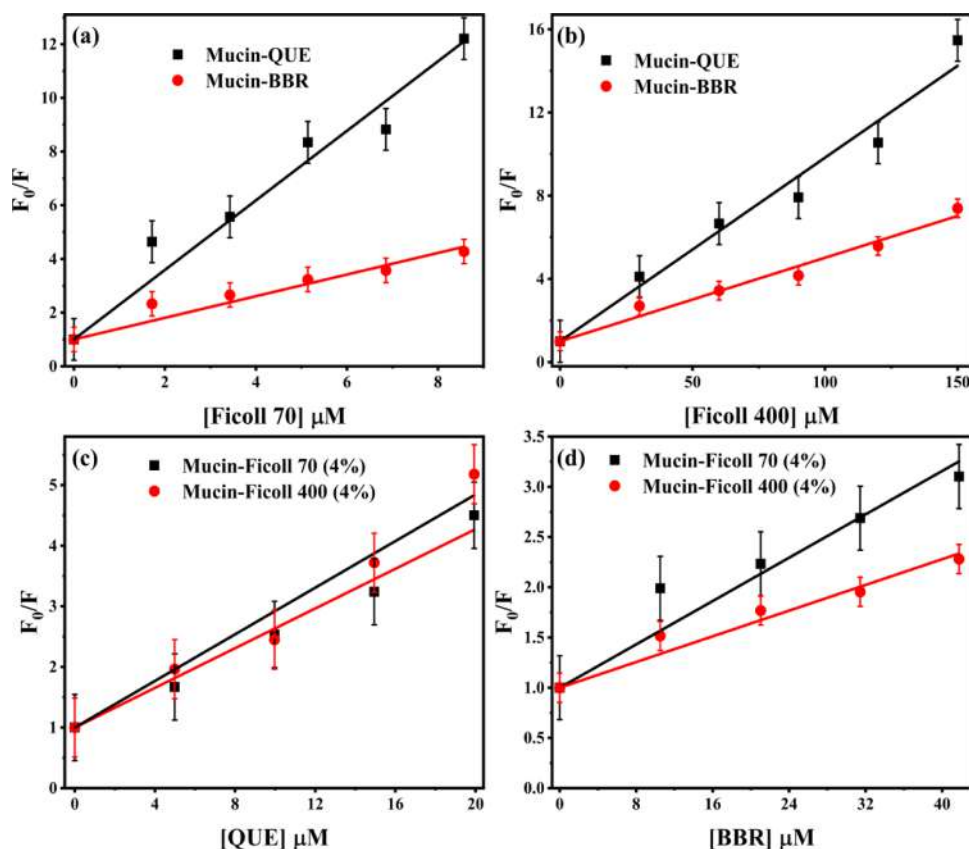 (a)
Mucin-QUE
Mucin-BBR
F0/F
12
10
8
6
4
2
0
0 2 4 6 8
[Ficoll 70] μM
(b)
Mucin-QUE
Mucin-BBR
F0/F
16
12
8
4
0
0 50 100 150
[Ficoll 400] μM
(c)
Mucin-Ficoll 70 (4%)
Mucin-Ficoll 400 (4%)
F0/F
5
4
3
2
1
0
0 4 8 12 16 20
[QUE] μM
(d)
Mucin-Ficoll 70 (4%)
Mucin-Ficoll 400 (4%)
F0/F
3.5
3.0
2.5
2.0
1.5
1.0
0.5
0.0
0 8 16 24 32 40
[BBR] μM